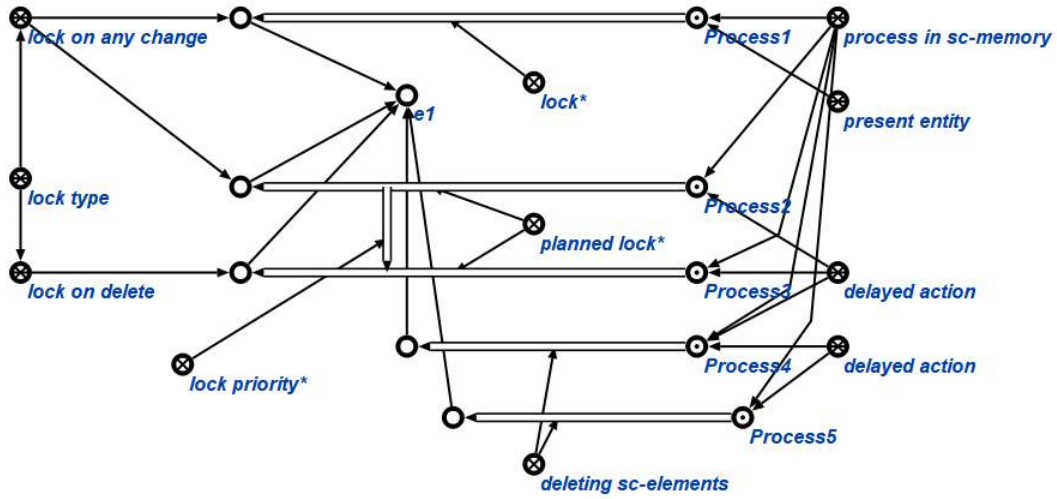 lock on any change
Process1
process in sc-memory
lock*
e1
present entity
lock type
Process2
planned lock*
lock on delete
Process3
delayed action
lock priority*
Process4
delayed action
Process5
deleting sc-elements